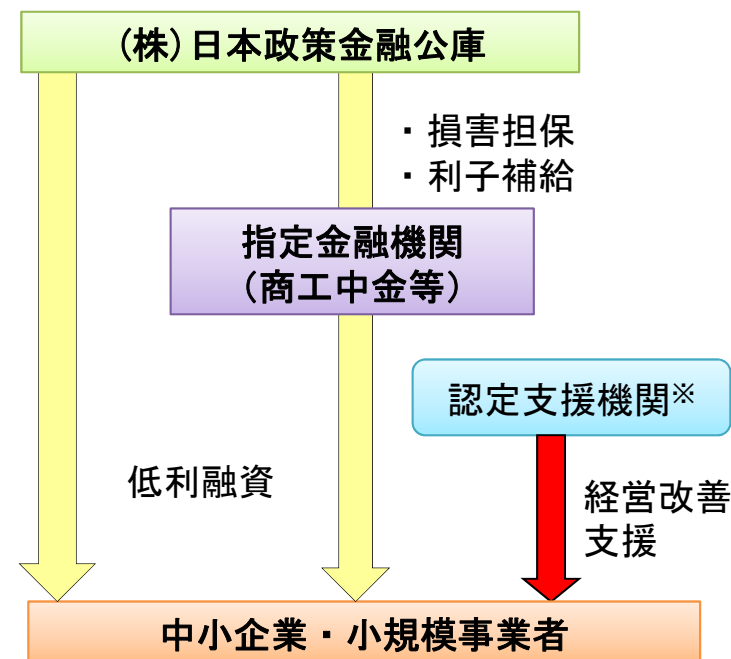 (株)日本政策金融公庫
・損害担保
・利子補給
指定金融機関
(商工中金等)
認定支援機関※
低利融資
経営改善
支援
中小企業・小規模事業者